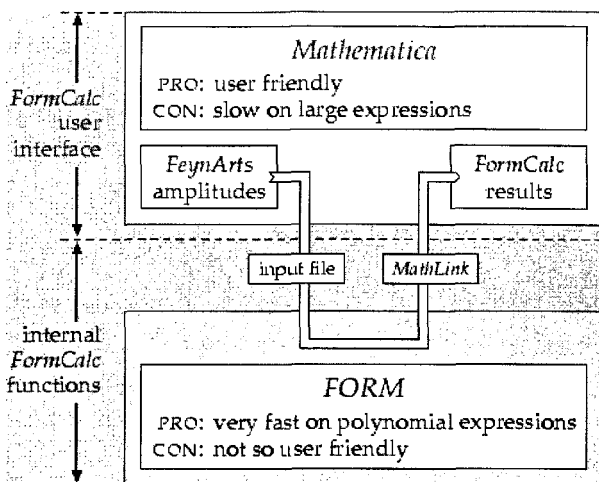 Mathematica
PRO: user friendly
CON: slow on large expressions
FormCalc
user
interface
FeynArts
amplitudes
FormCalc
results
input file
MathLink
internal
FormCalc
functions
FORM
PRO: very fast on polynomial expressions
CON: not so user friendly